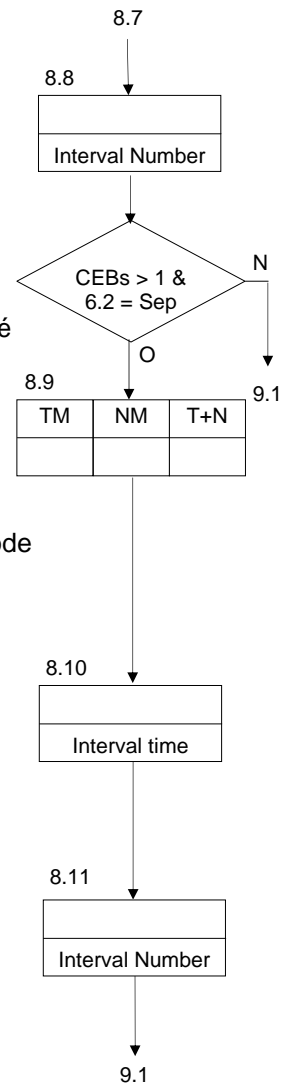 8.7
8.8
Interval Number
CEBs > 1 &
6.2 = Sep
N
é
O
8.9
9.1
TM NM T+N
ode
8.10
Interval time
8.11
Interval Number
9.1